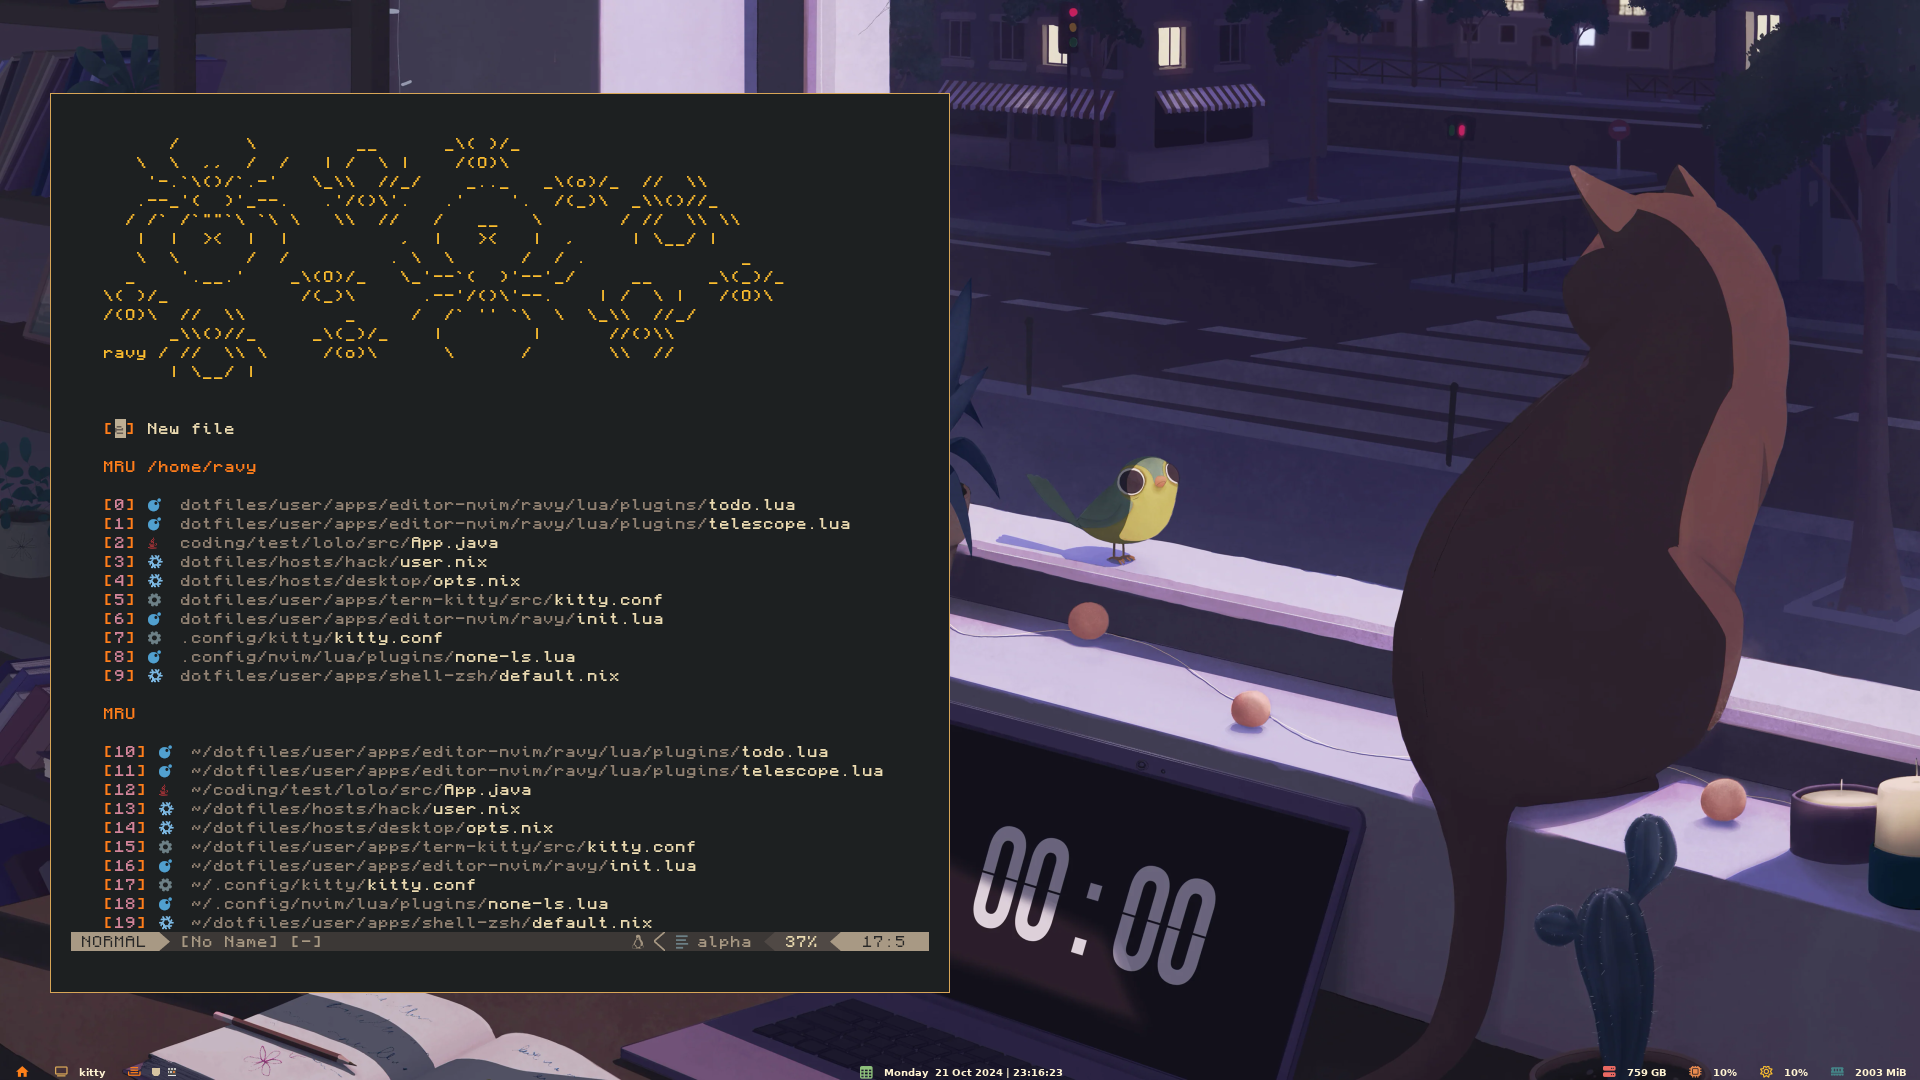 ravy
[e] New file
MRU /home/ravy
[0] dotfiles/user/apps/editor-nvim/ravy/lua/plugins/todo.lua
[1] dotfiles/user/apps/editor-nvim/ravy/lua/plugins/telescope.lua
[2] coding/test/lolo/src/App.java
[3] dotfiles/hosts/hack/user.nix
[4] dotfiles/hosts/desktop/opts.nix
[5] dotfiles/user/apps/term-kitty/src/kitty.conf
[6] dotfiles/user/apps/editor-nvim/ravy/init.lua
[7] .config/kitty/kitty.conf
[8] .config/nvim/lua/plugins/none-ls.lua
[9] dotfiles/user/apps/shell-zsh/default.nix
MRU
[10] ~/dotfiles/user/apps/editor-nvim/ravy/lua/plugins/todo.lua
[11] ~/dotfiles/user/apps/editor-nvim/ravy/lua/plugins/telescope.lua
[12] ~/coding/test/lolo/src/App.java
[13] ~/dotfiles/hosts/hack/user.nix
[14] ~/dotfiles/hosts/desktop/opts.nix
[15] ~/dotfiles/user/apps/term-kitty/src/kitty.conf
[16] ~/dotfiles/user/apps/editor-nvim/ravy/init.lua
[17] ~/.config/kitty/kitty.conf
[18] ~/.config/nvim/lua/plugins/none-ls.lua
[19] ~/dotfiles/user/apps/shell-zsh/default.nix
NORMAL [No Name] [-] alpha 37% 17:5
00:00
kitty Monday 21 Oct 2024 | 23:16:23 759 GB 10% 10% 2003 MiB